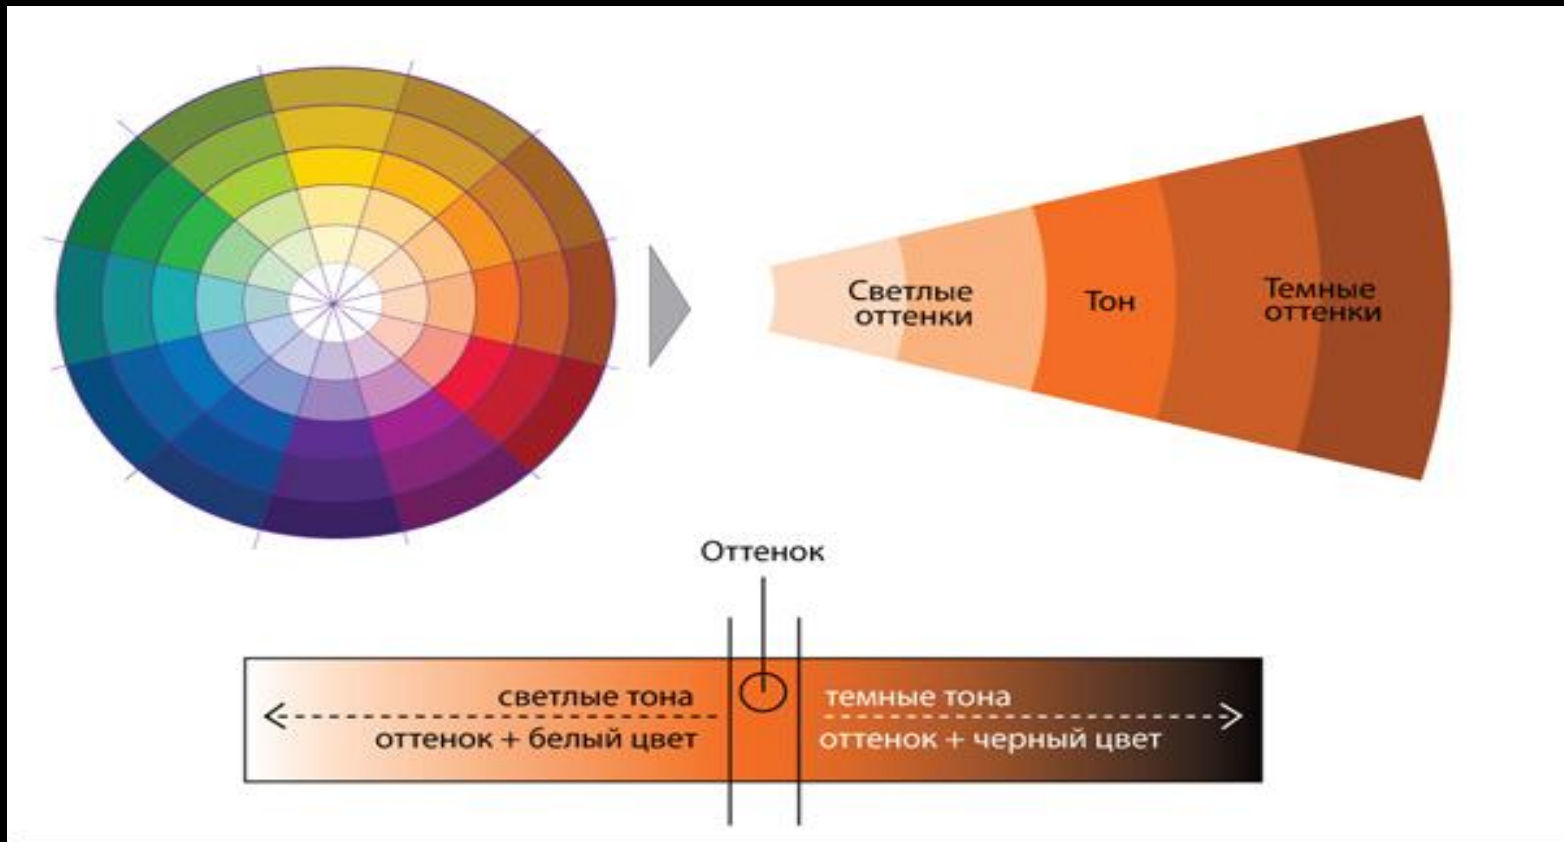 Светлые
оттенки
Тон
Темные
оттенки
Оттенок
светлые тона
оттенок + белый цвет
темные тона
оттенок + черный цвет